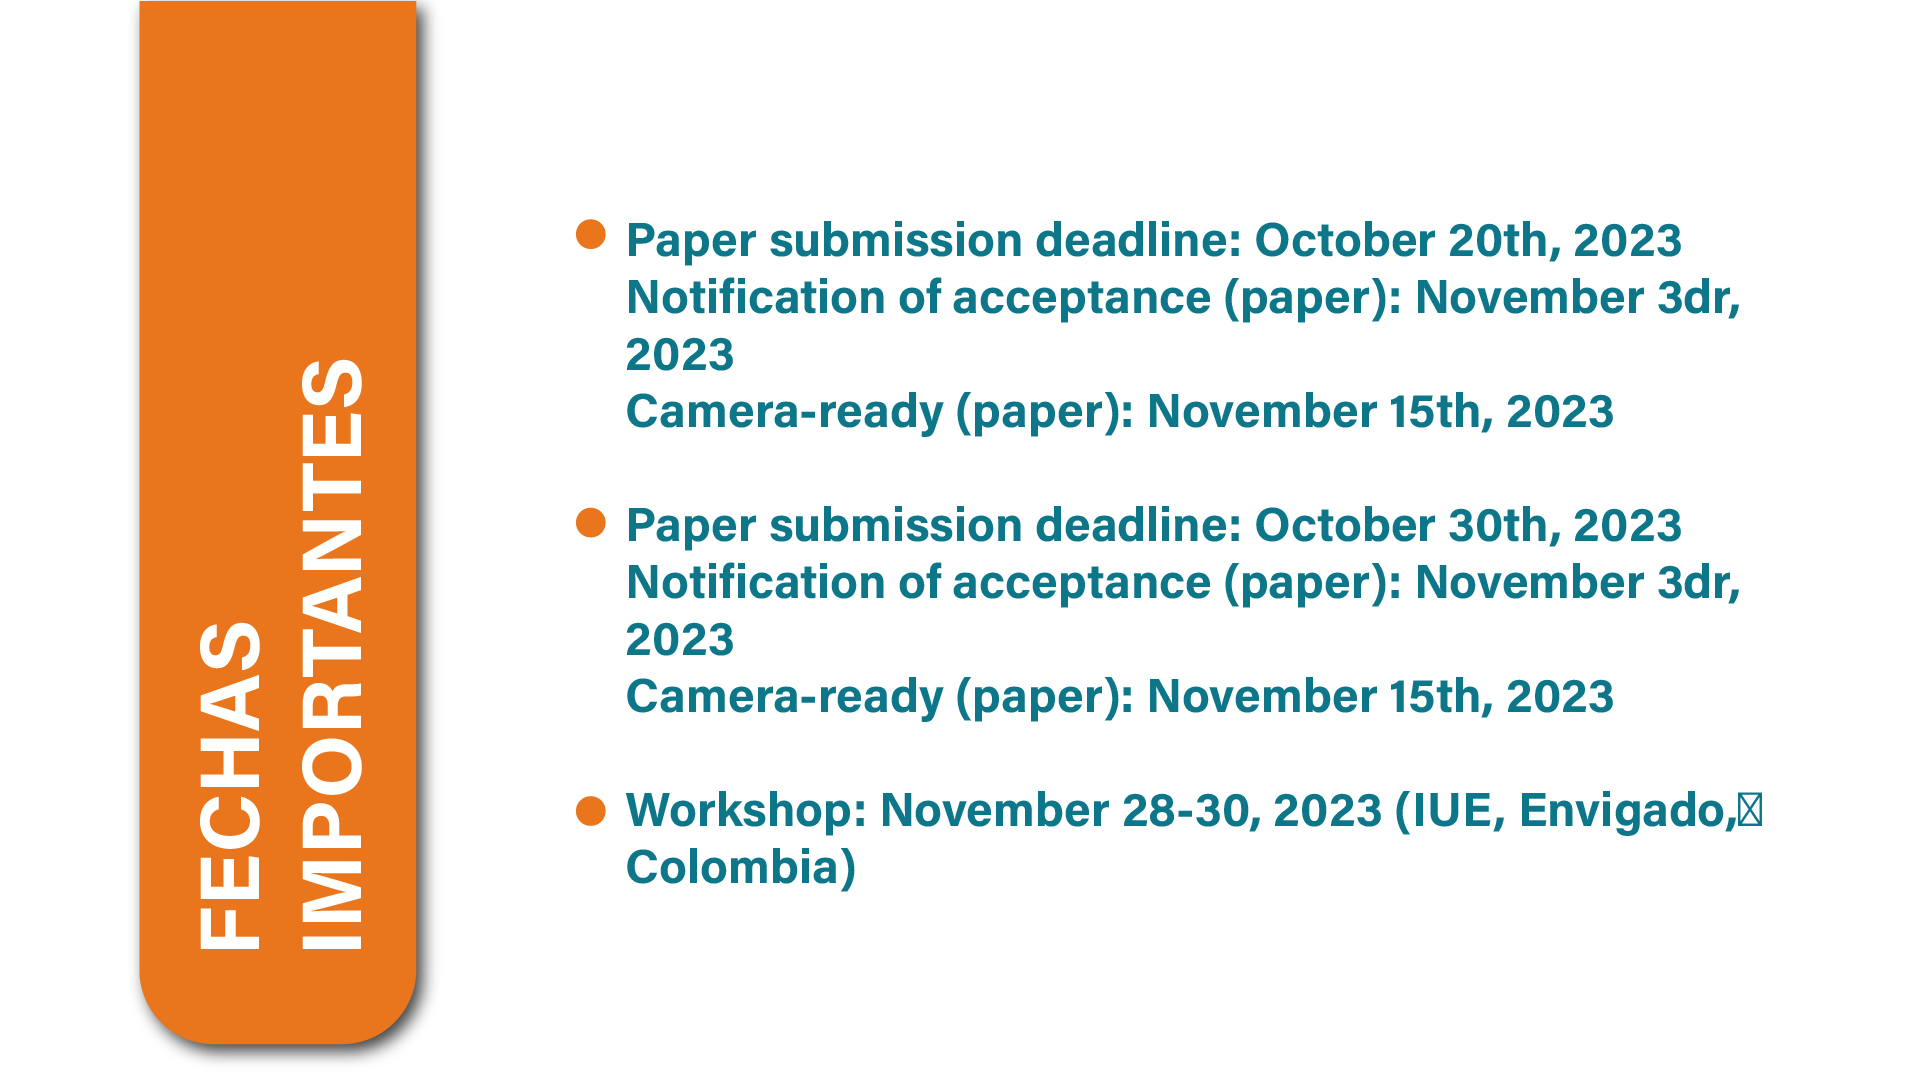 FECHAS
IMPORTANTES
Paper submission deadline: October 20th, 2023
Notification of acceptance (paper): November 3dr,
2023
Camera-ready (paper): November 15th, 2023
Paper submission deadline: October 30th, 2023
Notification of acceptance (paper): November 3dr,
2023
Camera-ready (paper): November 15th, 2023
Workshop: November 28-30, 2023 (IUE, Envigado,
Colombia)